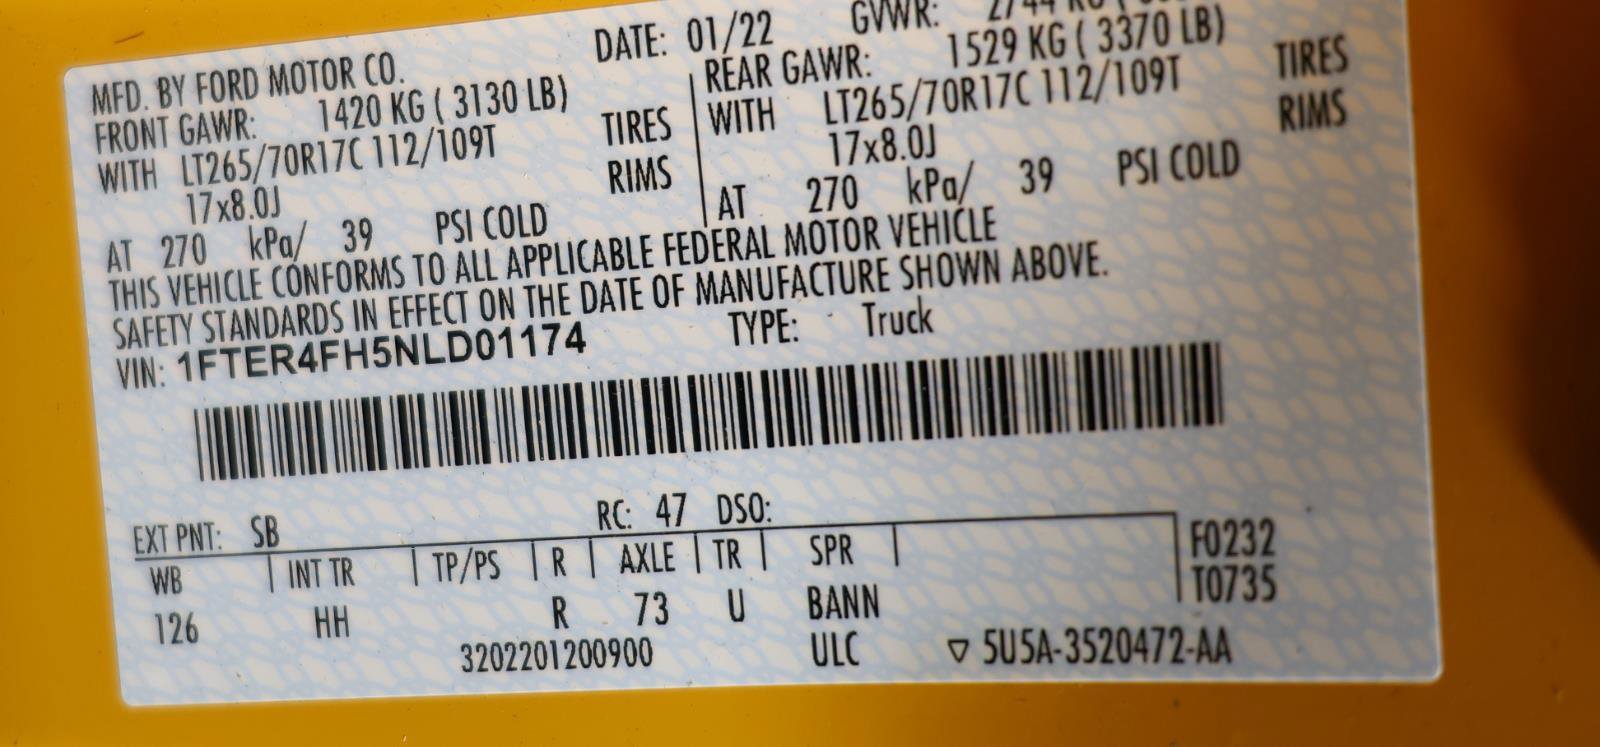 MFD. BY FORD MOTOR CO.
DATE: 01/22
GVWR: 2744 KG
FRONT GAWR: 1420 KG ( 3130 LB)
WITH LT265/70R17C 112/109T TIRES
17x8.0J RIMS
AT 270 kPa/ 39 PSI COLD
REAR GAWR: 1529 KG ( 3370 LB)
WITH LT265/70R17C 112/109T TIRES
17x8.0J RIMS
AT 270 kPa/ 39 PSI COLD
THIS VEHICLE CONFORMS TO ALL APPLICABLE FEDERAL MOTOR VEHICLE
SAFETY STANDARDS IN EFFECT ON THE DATE OF MANUFACTURE SHOWN ABOVE.
VIN: 1FTER4FH5NLD01174 TYPE: Truck
EXT PNT: SB RC: 47 DSO:
WB | INT TR | TP/PS | R | AXLE | TR | SPR | F0232
126 HH R 73 U BANN T0735
3202201200900 ULC ▽ 5U5A-3520472-AA